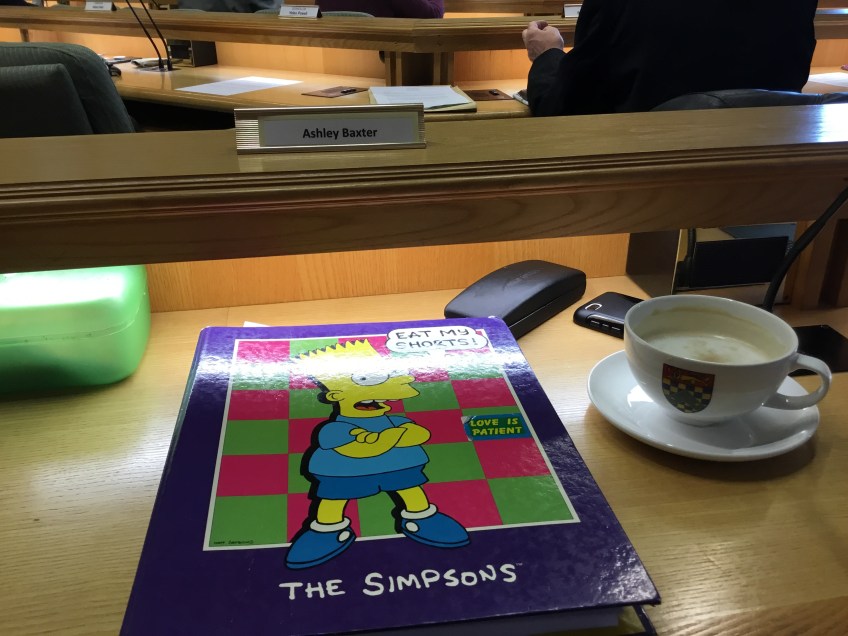 Ashley Baxter
EAT MY
SHORTS!
LOVE IS
PATIENT
THE SIMPSONS